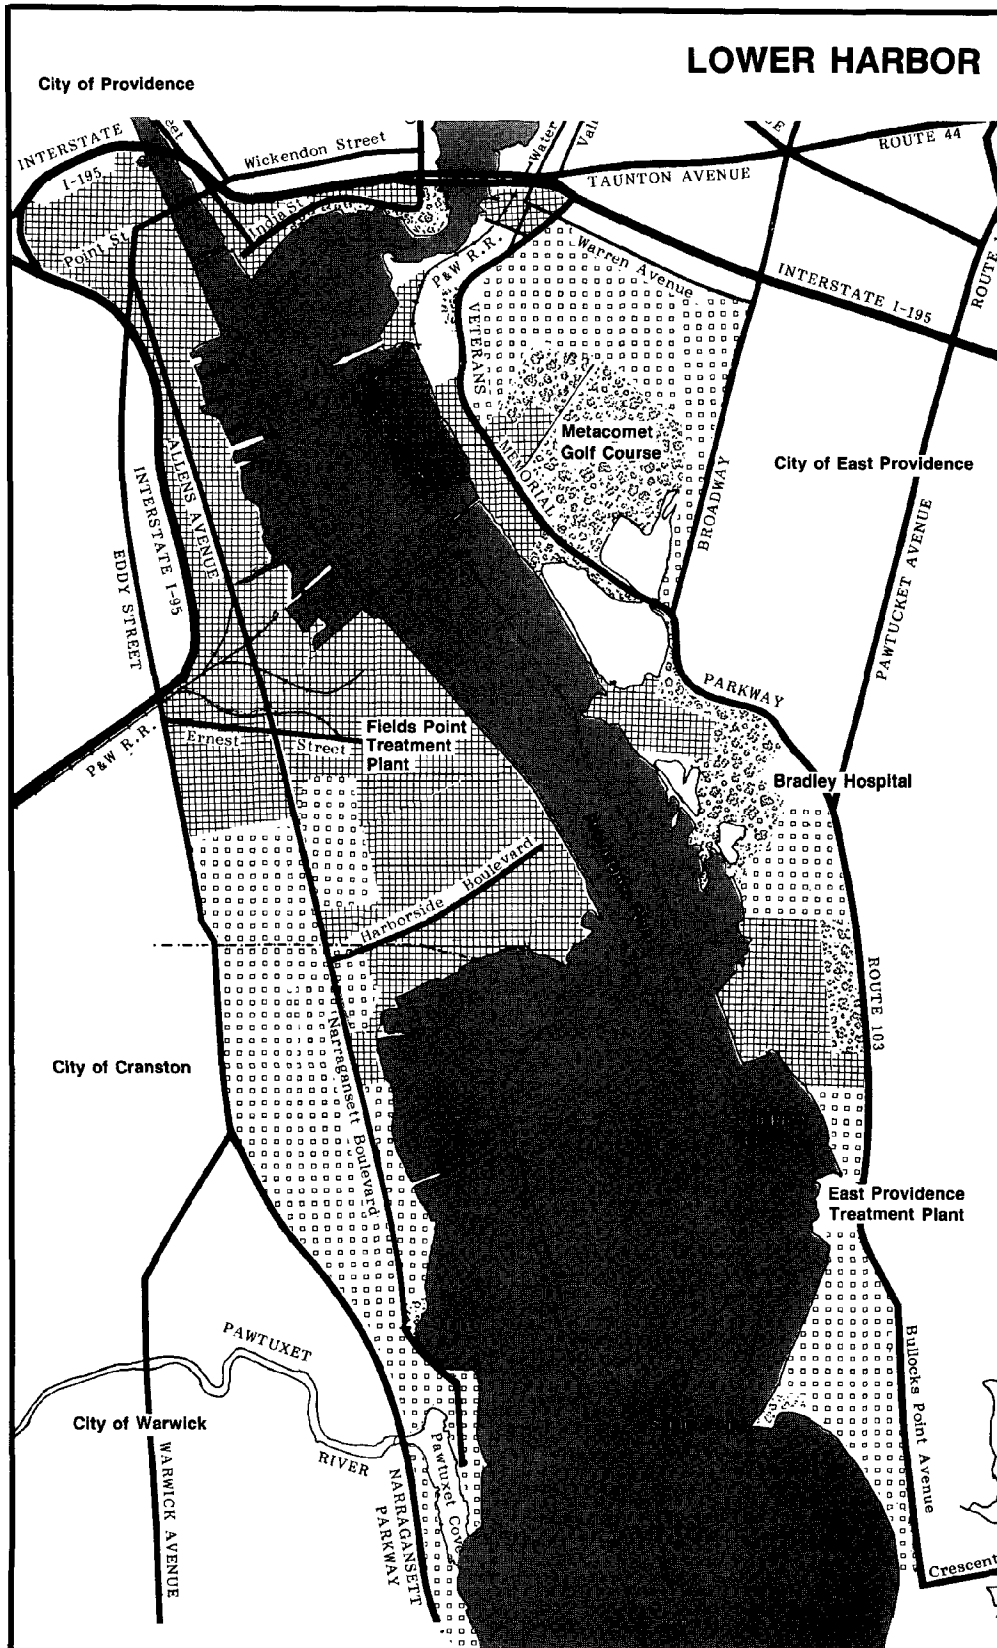 LOWER HARBOR
City of Providence
INTERSTATE
I-195
Wickendon Street
Water
ROUTE 44
TAUNTON AVENUE
India St.
Point St.
P&W R.R.
Warren Avenue
INTERSTATE I-195
ROUTE
VETERANS
MEMORIAL
Metacomet
Golf Course
City of East Providence
BROADWAY
PAWTUCKET AVENUE
ALLENS AVENUE
INTERSTATE I-95
EDDY STREET
PARKWAY
P&W R.R.
Ernest Street
Fields Point
Treatment
Plant
Bradley Hospital
Harborside Boulevard
ROUTE 103
Narragansett Boulevard
City of Cranston
East Providence
Treatment Plant
Bullocks Point Avenue
PAWTUXET
RIVER
City of Warwick
WARWICK AVENUE
Pawtuxet Cove
NARRAGANSETT
PARKWAY
Crescent